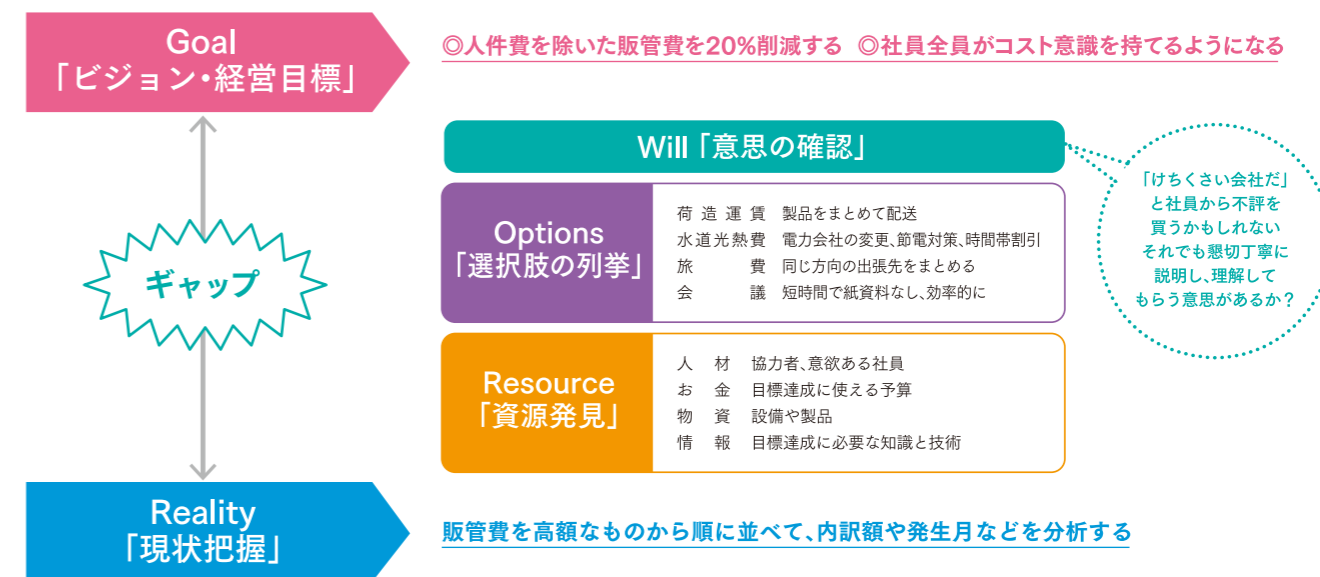 Goal
「ビジョン・経営目標」
◎人件費を除いた販管費を20%削減する ◎社員全員がコスト意識を持てるようになる
Will「意思の確認」
「けちくさい会社だ」
と社員から不評を
買うかもしれない
それでも懇切丁寧に
説明し、理解して
もらう意思があるか?
Options
「選択肢の列挙」
荷造運賃 製品をまとめて配送
水道光熱費 電力会社の変更、節電対策、時間帯割引
旅費 同じ方向の出張先をまとめる
会議 短時間で紙資料なし、効率的に
ギャップ
Resource
「資源発見」
人材 協力者、意欲ある社員
お金 目標達成に使える予算
物資 設備や製品
情報 目標達成に必要な知識と技術
Reality
「現状把握」
販管費を高額なものから順に並べて、内訳額や発生月などを分析する